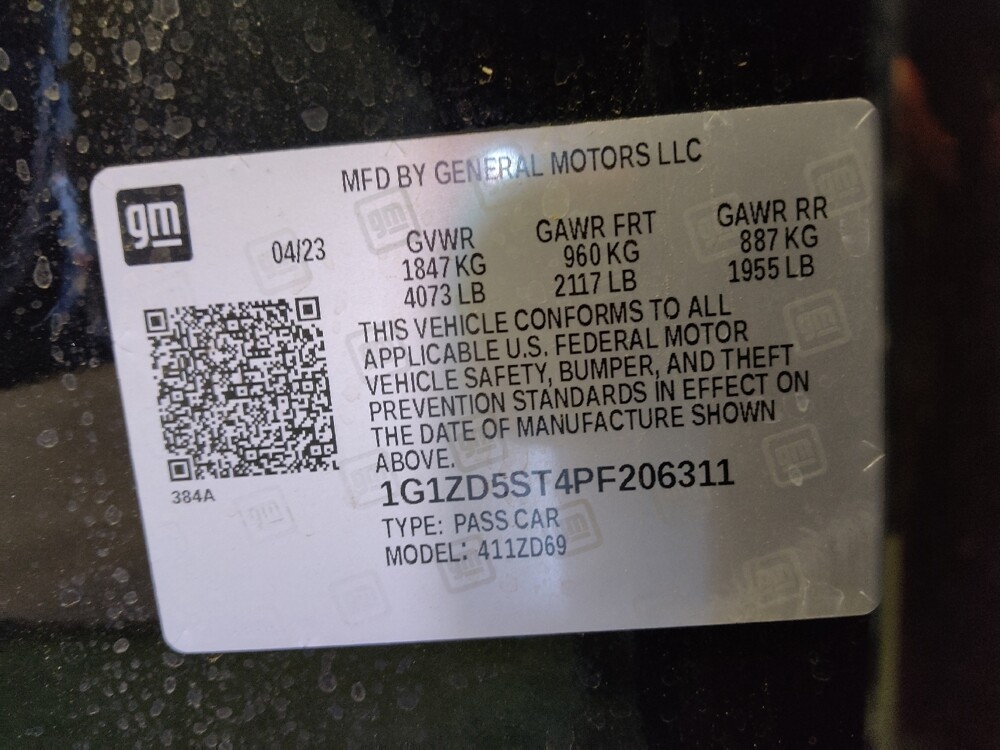 MFD BY GENERAL MOTORS LLC
gm
04/23
GVWR
1847 KG
4073 LB
GAWR FRT
960 KG
2117 LB
GAWR RR
887 KG
1955 LB
THIS VEHICLE CONFORMS TO ALL
APPLICABLE U.S. FEDERAL MOTOR
VEHICLE SAFETY, BUMPER, AND THEFT
PREVENTION STANDARDS IN EFFECT ON
THE DATE OF MANUFACTURE SHOWN
ABOVE.
384A
1G1ZD5ST4PF206311
TYPE: PASS CAR
MODEL: 411ZD69